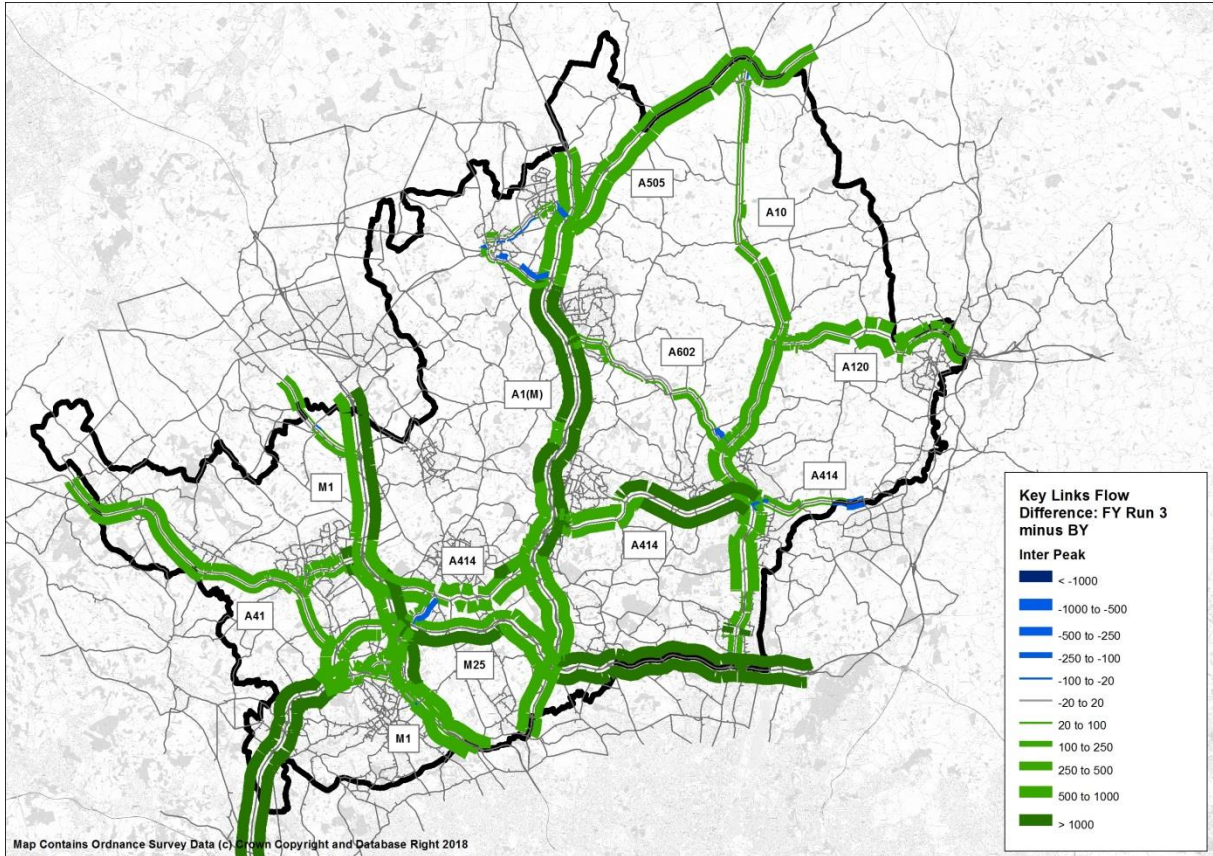 A505
A10
A602
A120
A1(M)
M1
A414
A414
A414
A41
M25
M1
Key Links Flow
Difference: FY Run 3
minus BY
Inter Peak
< -1000
-1000 to -500
-500 to -250
-250 to -100
-100 to -20
-20 to 20
20 to 100
100 to 250
250 to 500
500 to 1000
> 1000
Map Contains Ordnance Survey Data (c) Crown Copyright and Database Right 2018